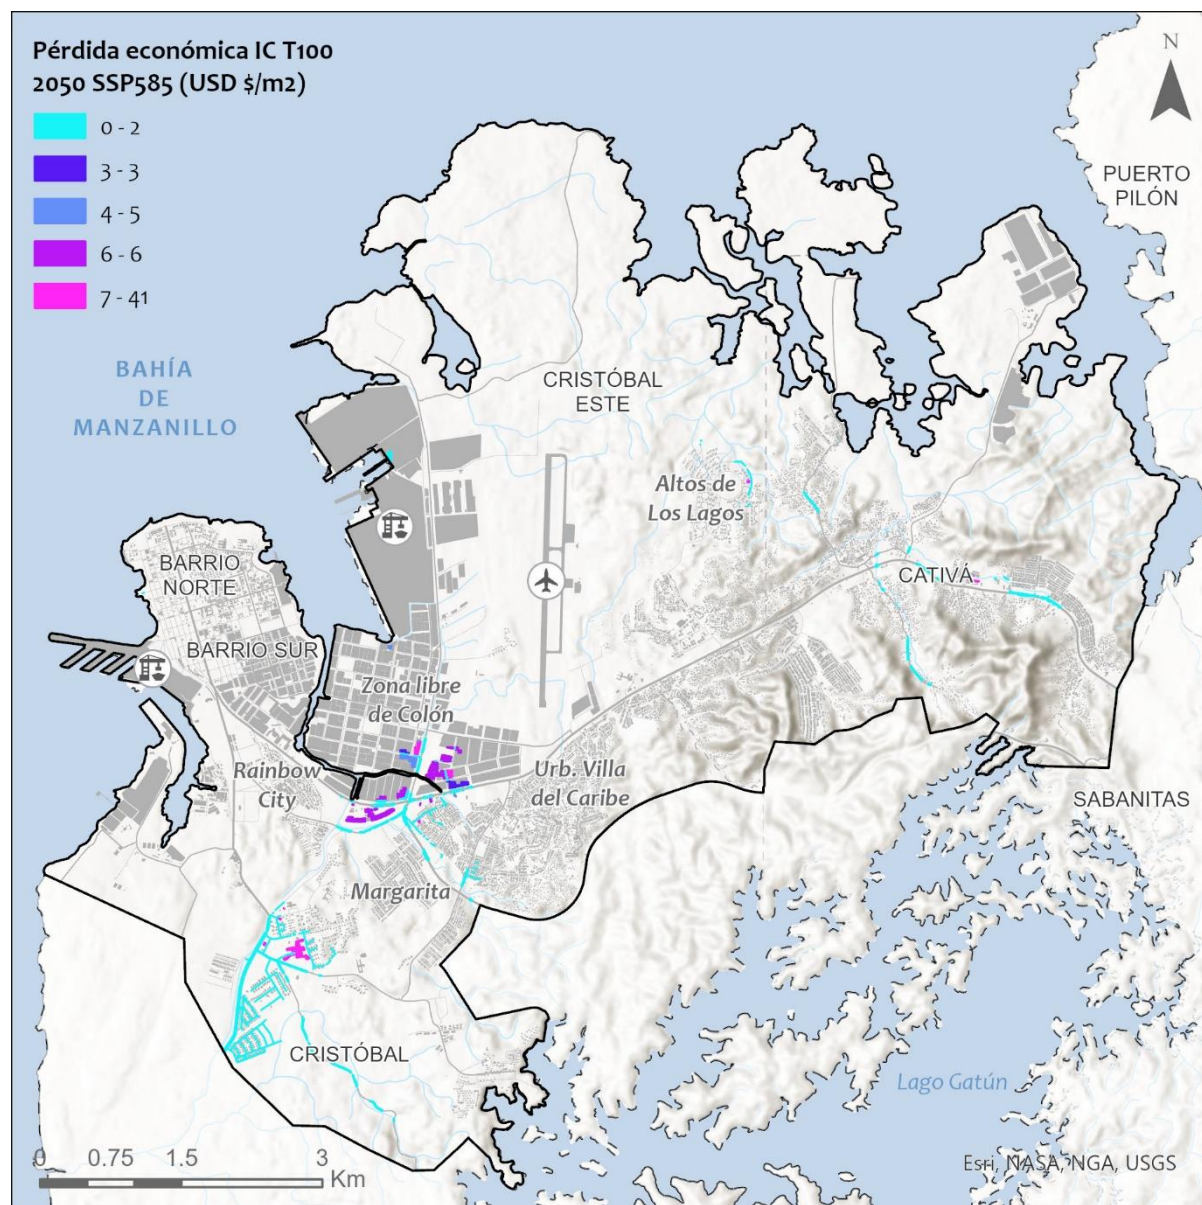 Pérdida económica IC T100
2050 SSP585 (USD $/m2)
0 - 2
3 - 3
4 - 5
6 - 6
7 - 41
N
PUERTO
PILÓN
BAHÍA
DE
MANZANILLO
CRISTÓBAL
ESTE
Altos de
Los Lagos
BARRIO
NORTE
CATIVÁ
BARRIO SUR
Zona libre
de Colón
Rainbow
City
Urb. Villa
del Caribe
SABANITAS
Margarita
CRISTÓBAL
Lago Gatún
0 0.75 1.5 3
Km
Esri, NASA, NGA, USGS